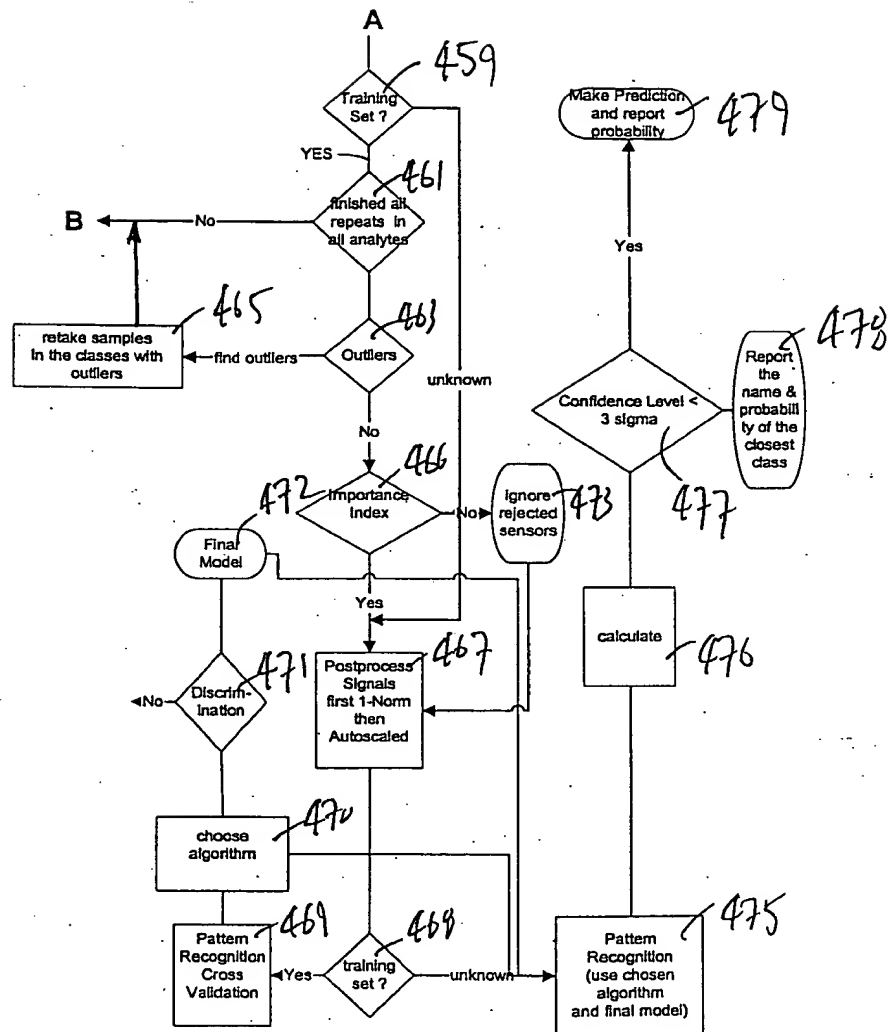 A
459
Training
Set ?
YES
461
finished all
repeats in
all analytes
B
No
465
retake samples
in the classes with
outliers
find outliers
463
Outliers
unknown
No
466
Importance
Index
No
473
Ignore
rejected
sensors
472
Final
Model
Yes
467
Postprocess
Signals
first 1-Norm
then
Autoscaled
471
Discrim-
ination
No
470
choose
algorithm
469
Pattern
Recognition
Cross
Validation
Yes
468
training
set ?
unknown
475
Pattern
Recognition
(use chosen
algorithm
and final model)
476
calculate
477
Confidence Level <
3 sigma
478
Report
the
name &
probabil
ity of the
closest
class
Yes
479
Make Prediction
and report
probability